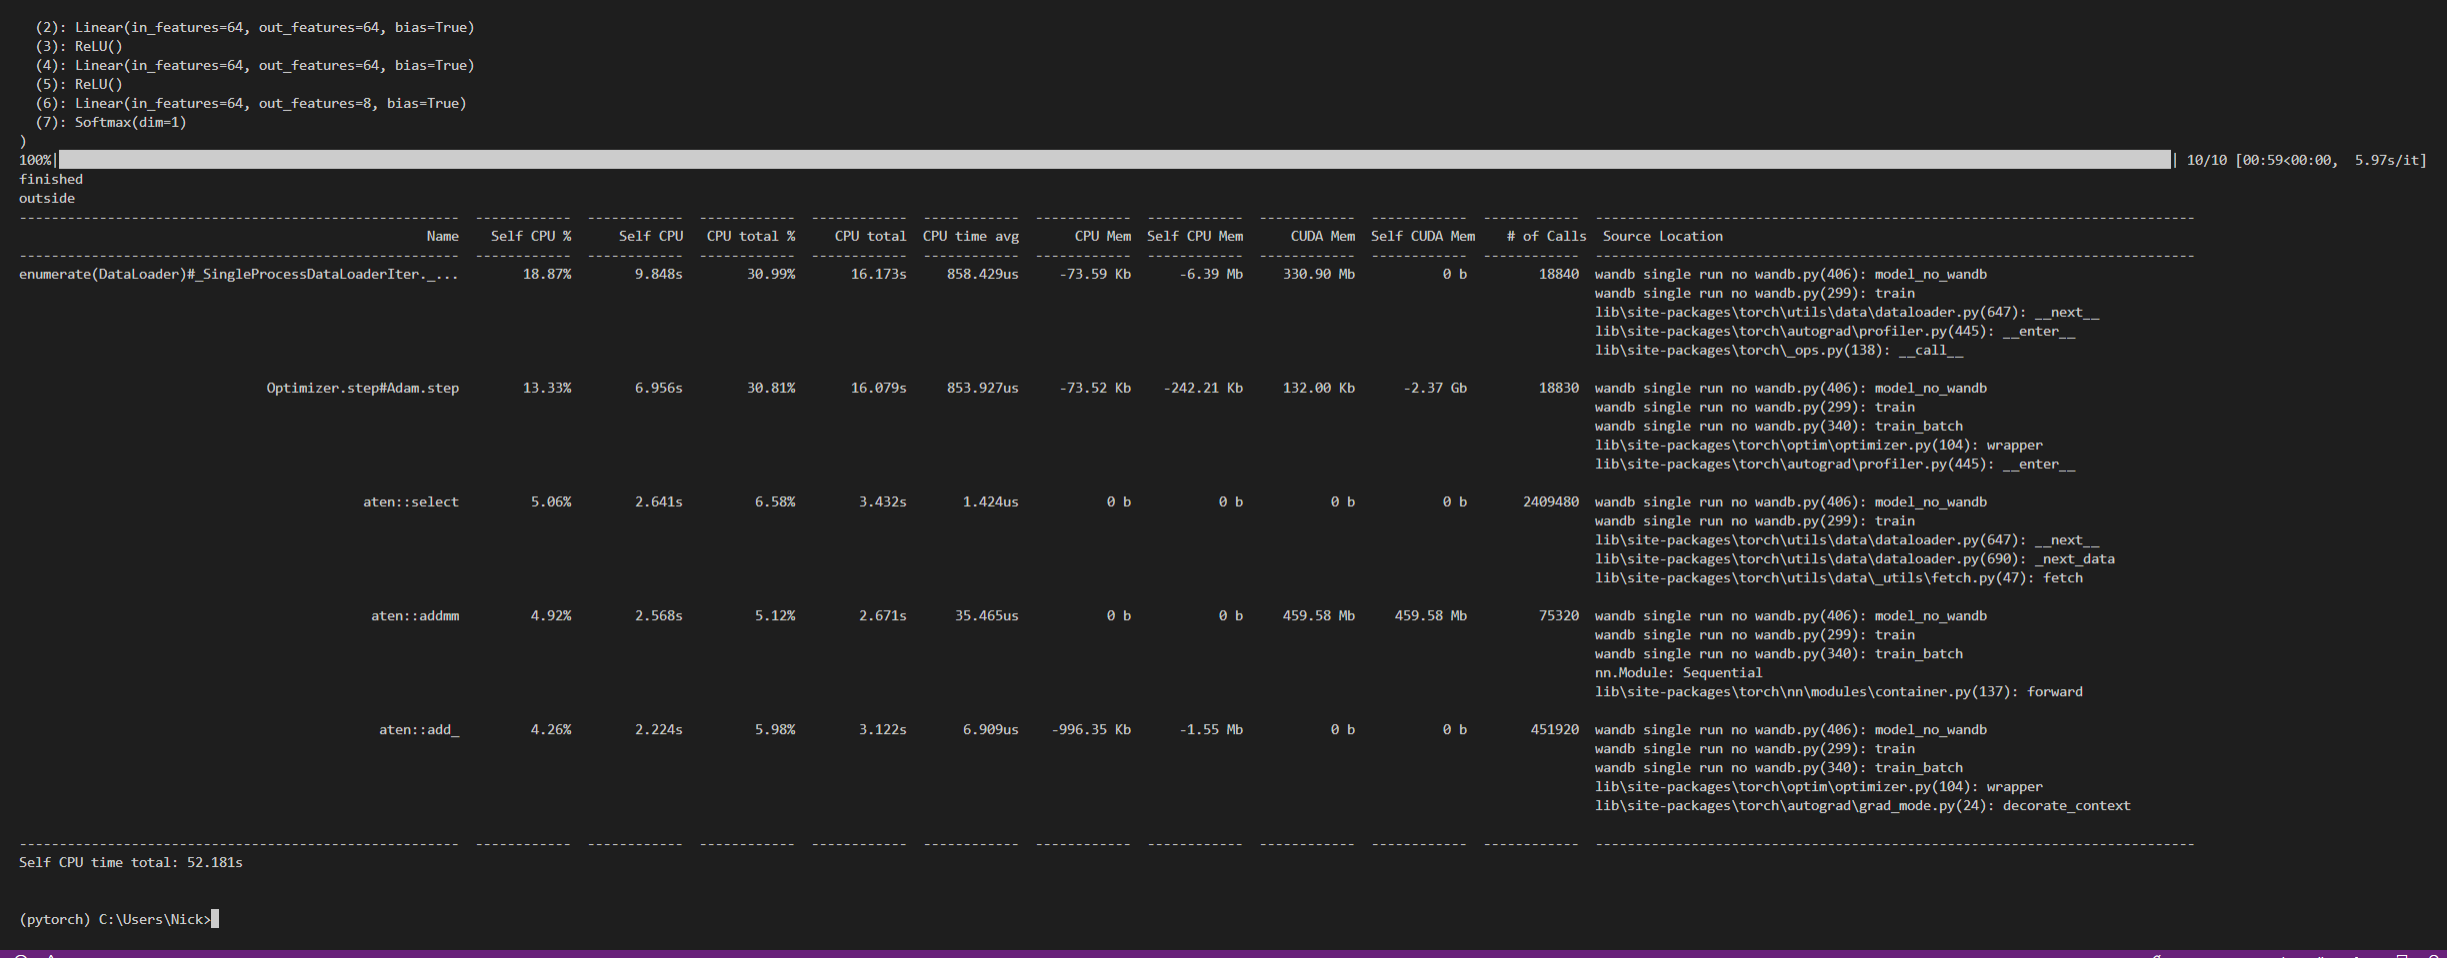 (2): Linear(in_features=64, out_features=64, bias=True)
(3): ReLU()
(4): Linear(in_features=64, out_features=64, bias=True)
(5): ReLU()
(6): Linear(in_features=64, out_features=8, bias=True)
(7): Softmax(dim=1)
)
100%| | 10/10 [00:59<00:00, 5.97s/it]
finished
outside
------------------------------------------------------- ------------ ------------ ------------ ------------ ------------ ------------ ------------ ------------ ------------ ------------ ---------------------------------------------------------------------------
Name Self CPU % Self CPU CPU total % CPU total CPU time avg CPU Mem Self CPU Mem CUDA Mem Self CUDA Mem # of Calls Source Location
------------------------------------------------------- ------------ ------------ ------------ ------------ ------------ ------------ ------------ ------------ ------------ ------------ ---------------------------------------------------------------------------
enumerate(DataLoader)#_SingleProcessDataLoaderIter._... 18.87% 9.848s 30.99% 16.173s 858.429us -73.59 Kb -6.39 Mb 330.90 Mb 0 b 18840 wandb single run no wandb.py(406): model_no_wandb
wandb single run no wandb.py(299): train
lib\site-packages\torch\utils\data\dataloader.py(647): __next__
lib\site-packages\torch\autograd\profiler.py(445): __enter__
lib\site-packages\torch\_ops.py(138): __call__
Optimizer.step#Adam.step 13.33% 6.956s 30.81% 16.079s 853.927us -73.52 Kb -242.21 Kb 132.00 Kb -2.37 Gb 18830 wandb single run no wandb.py(406): model_no_wandb
wandb single run no wandb.py(299): train
wandb single run no wandb.py(340): train_batch
lib\site-packages\torch\optim\optimizer.py(104): wrapper
lib\site-packages\torch\autograd\profiler.py(445): __enter__
aten::select 5.06% 2.641s 6.58% 3.432s 1.424us 0 b 0 b 0 b 0 b 2409480 wandb single run no wandb.py(406): model_no_wandb
wandb single run no wandb.py(299): train
lib\site-packages\torch\utils\data\dataloader.py(647): __next__
lib\site-packages\torch\utils\data\dataloader.py(690): _next_data
lib\site-packages\torch\utils\data\_utils\fetch.py(47): fetch
aten::addmm 4.92% 2.568s 5.12% 2.671s 35.465us 0 b 0 b 459.58 Mb 459.58 Mb 75320 wandb single run no wandb.py(406): model_no_wandb
wandb single run no wandb.py(299): train
wandb single run no wandb.py(340): train_batch
nn.Module: Sequential
lib\site-packages\torch\nn\modules\container.py(137): forward
aten::add_ 4.26% 2.224s 5.98% 3.122s 6.909us -996.35 Kb -1.55 Mb 0 b 0 b 451920 wandb single run no wandb.py(406): model_no_wandb
wandb single run no wandb.py(299): train
wandb single run no wandb.py(340): train_batch
lib\site-packages\torch\optim\optimizer.py(104): wrapper
lib\site-packages\torch\autograd\grad_mode.py(24): decorate_context
------------------------------------------------------- ------------ ------------ ------------ ------------ ------------ ------------ ------------ ------------ ------------ ------------ ---------------------------------------------------------------------------
Self CPU time total: 52.181s
(pytorch) C:\Users\Nick>